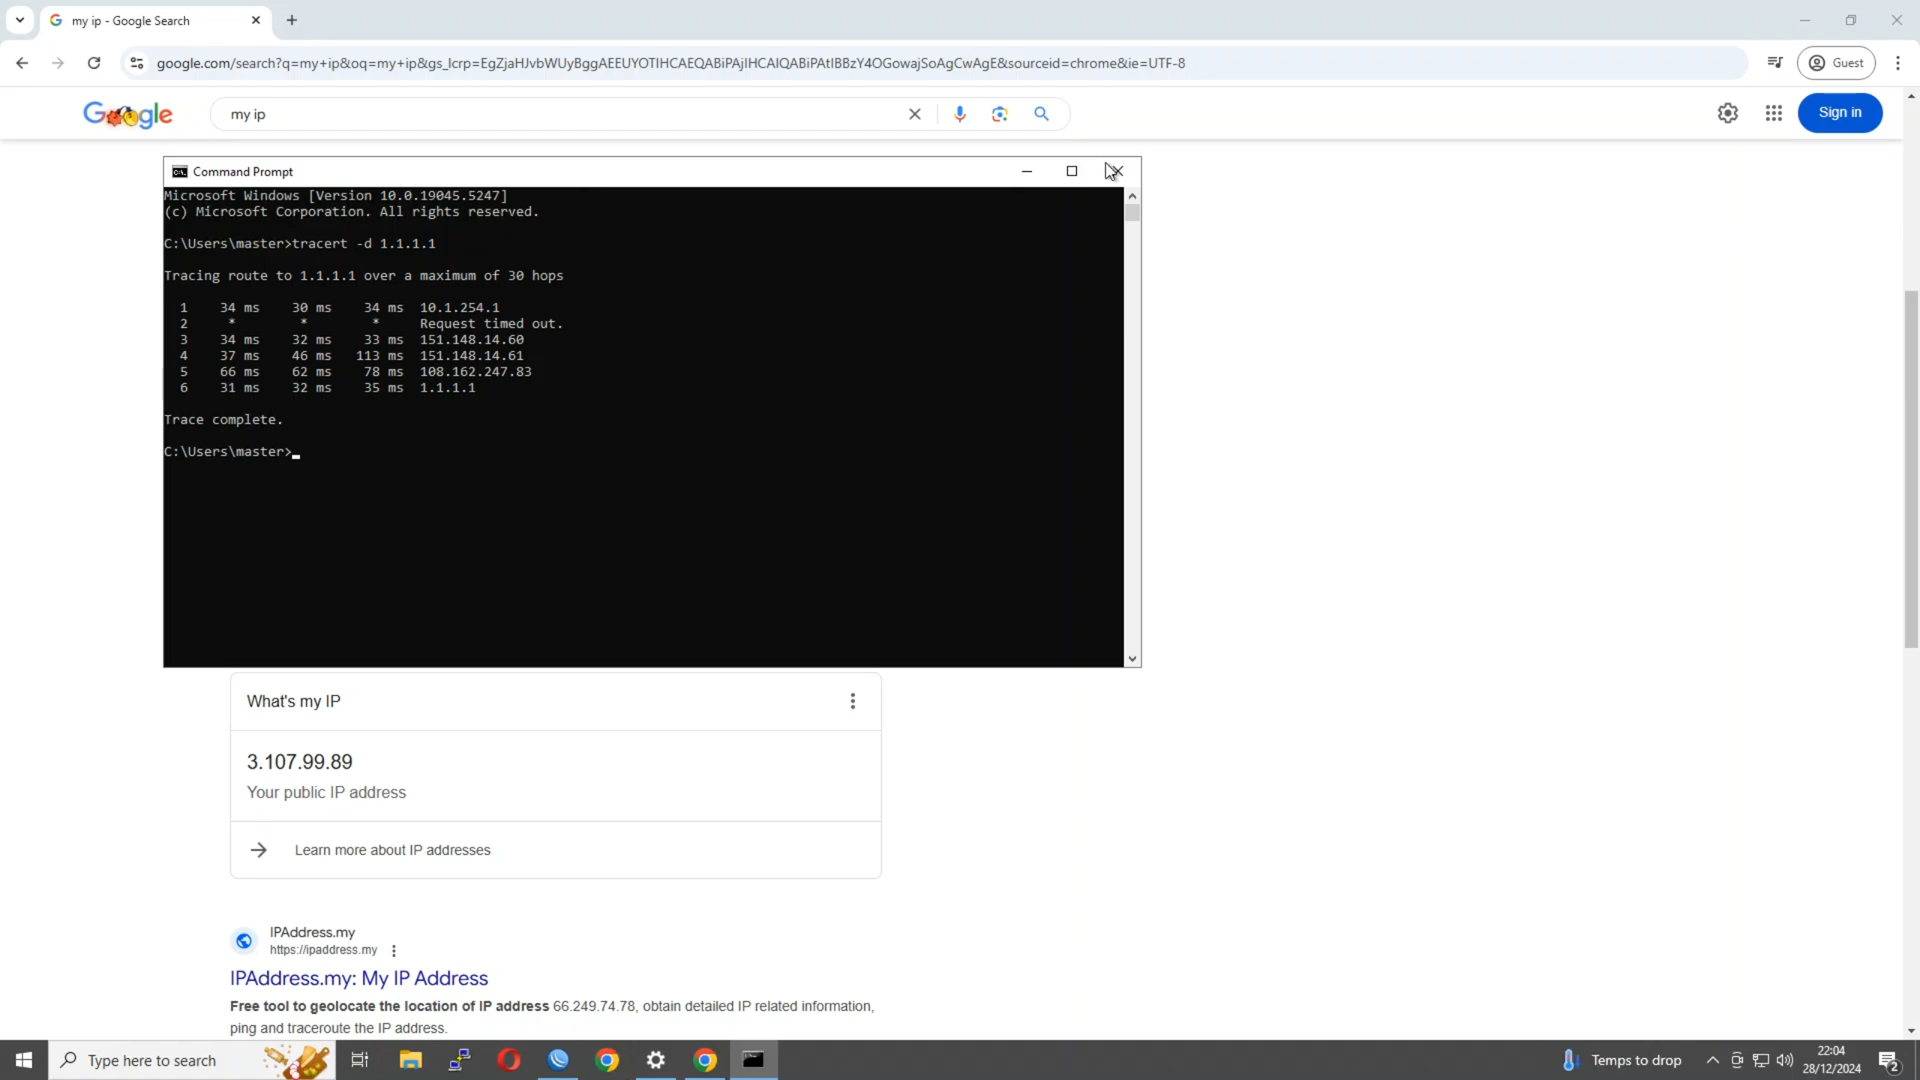 my ip - Google Search
google.com/search?q=my+ip&oq=my+ip&gs_lcrp=EgZjaHJvbWUyBggAEEUYOTIHCAEQABiPAjIHCAIQABiPAtIBBzY4OGowajSoAgCwAgE&sourceid=chrome&ie=UTF-8
Guest
Google
my ip
Sign in
Command Prompt
Microsoft Windows [Version 10.0.19045.5247]
(c) Microsoft Corporation. All rights reserved.
C:\Users\master>tracert -d 1.1.1.1
Tracing route to 1.1.1.1 over a maximum of 30 hops
1 34 ms 30 ms 34 ms 10.1.254.1
2 * * * Request timed out.
3 34 ms 32 ms 33 ms 151.148.14.60
4 37 ms 46 ms 113 ms 151.148.14.61
5 66 ms 62 ms 78 ms 108.162.247.83
6 31 ms 32 ms 35 ms 1.1.1.1
Trace complete.
C:\Users\master>
What's my IP
3.107.99.89
Your public IP address
Learn more about IP addresses
IPAddress.my
https://ipaddress.my
IPAddress.my: My IP Address
Free tool to geolocate the location of IP address 66.249.74.78, obtain detailed IP related information,
ping and traceroute the IP address.
Type here to search
Temps to drop
22:04
28/12/2024
2